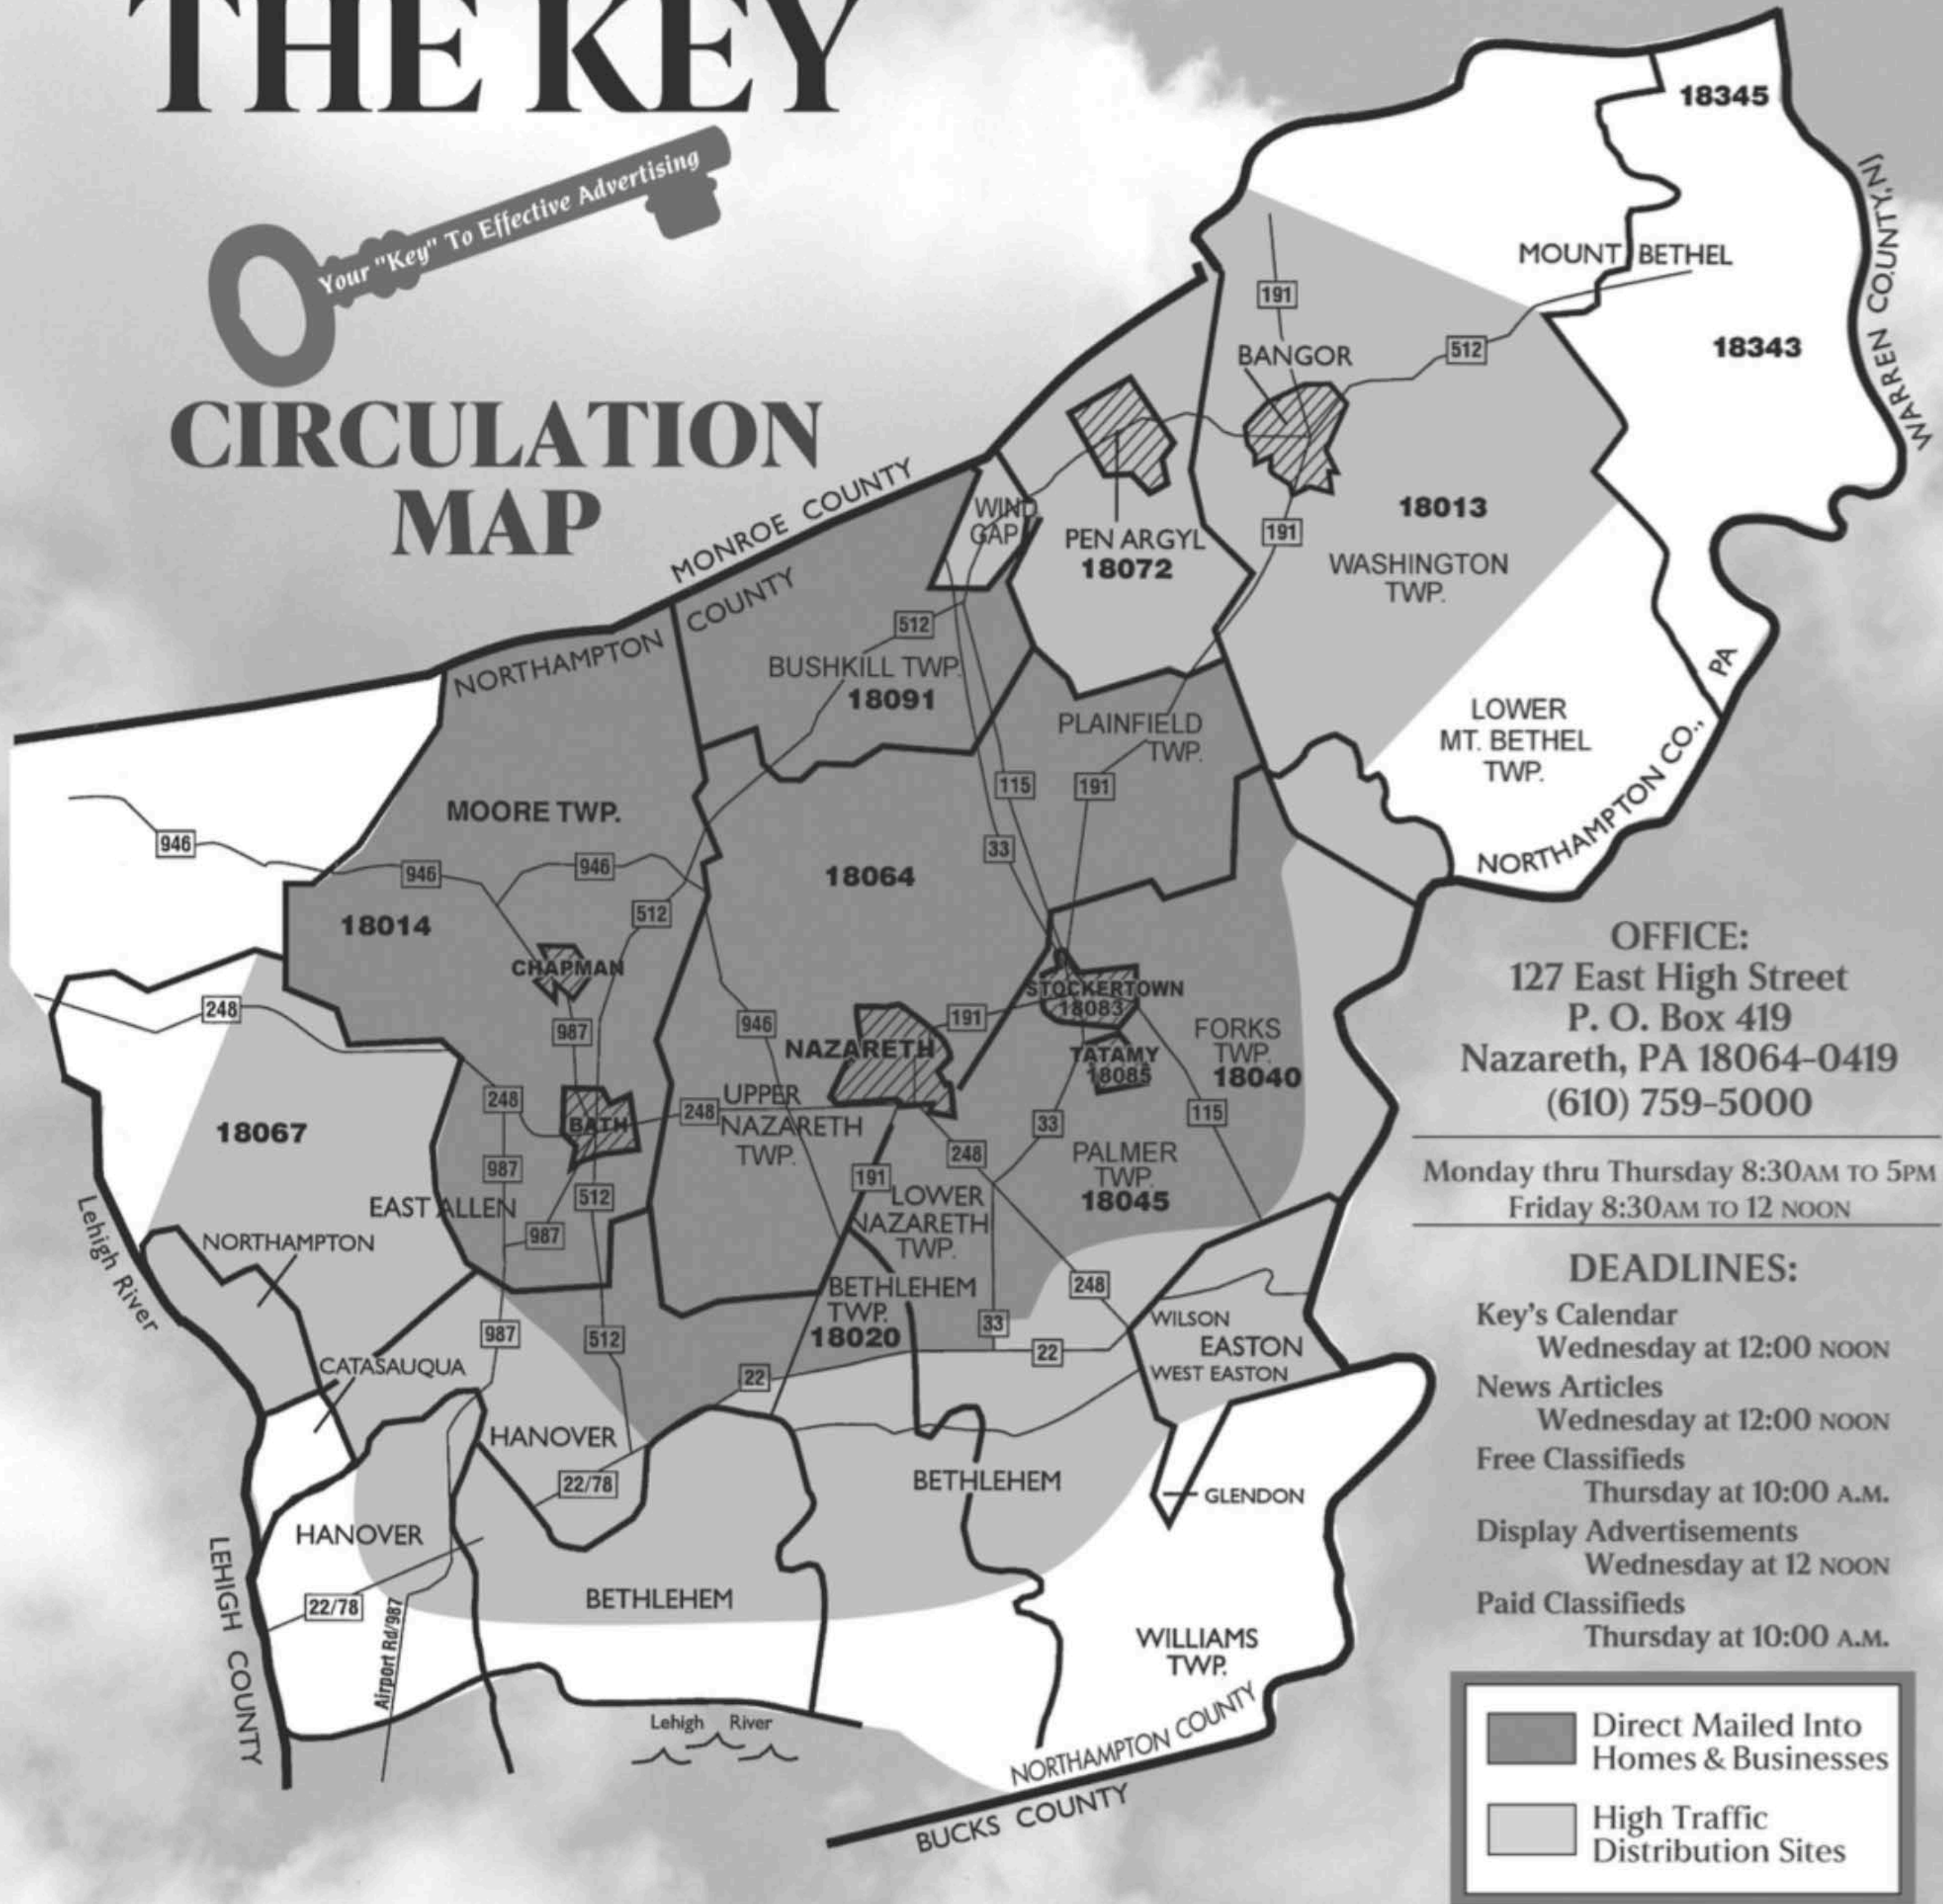 THE KEY
Your "Key" To Effective Advertising
CIRCULATION
MAP
18345
WARREN COUNTY, NJ
MOUNT BETHEL
191
BANGOR
512
18343
MONROE COUNTY
WIND
GAP
PEN ARGYL
18072
191
18013
WASHINGTON
TWP.
NORTHAMPTON COUNTY
512
BUSHKILL TWP.
18091
PLAINFIELD
TWP.
LOWER
MT. BETHEL
TWP.
NORTHAMPTON CO., PA
115
191
MOORE TWP.
946
946
946
33
18064
18014
512
CHAPMAN
248
987
946
NAZARETH
191
STOCKERTOWN
18083
TATAMY
18085
FORKS
TWP.
18040
18067
248
BATH
248
UPPER
NAZARETH
TWP.
33
115
987
191
248
PALMER
TWP.
18045
EAST ALLEN
512
987
LOWER
NAZARETH
TWP.
Lehigh River
NORTHAMPTON
BETHLEHEM
TWP.
18020
248
33
987
512
22
22
WILSON
EASTON
WEST EASTON
CATASAUQUA
HANOVER
22/78
BETHLEHEM
GLENDON
HANOVER
22/78
Airport Rd/987
BETHLEHEM
LEHIGH COUNTY
WILLIAMS
TWP.
Lehigh River
NORTHAMPTON COUNTY
BUCKS COUNTY
OFFICE:
127 East High Street
P. O. Box 419
Nazareth, PA 18064-0419
(610) 759-5000
Monday thru Thursday 8:30AM TO 5PM
Friday 8:30AM TO 12 NOON
DEADLINES:
Key's Calendar
Wednesday at 12:00 NOON
News Articles
Wednesday at 12:00 NOON
Free Classifieds
Thursday at 10:00 A.M.
Display Advertisements
Wednesday at 12 NOON
Paid Classifieds
Thursday at 10:00 A.M.
Direct Mailed Into
Homes & Businesses
High Traffic
Distribution Sites